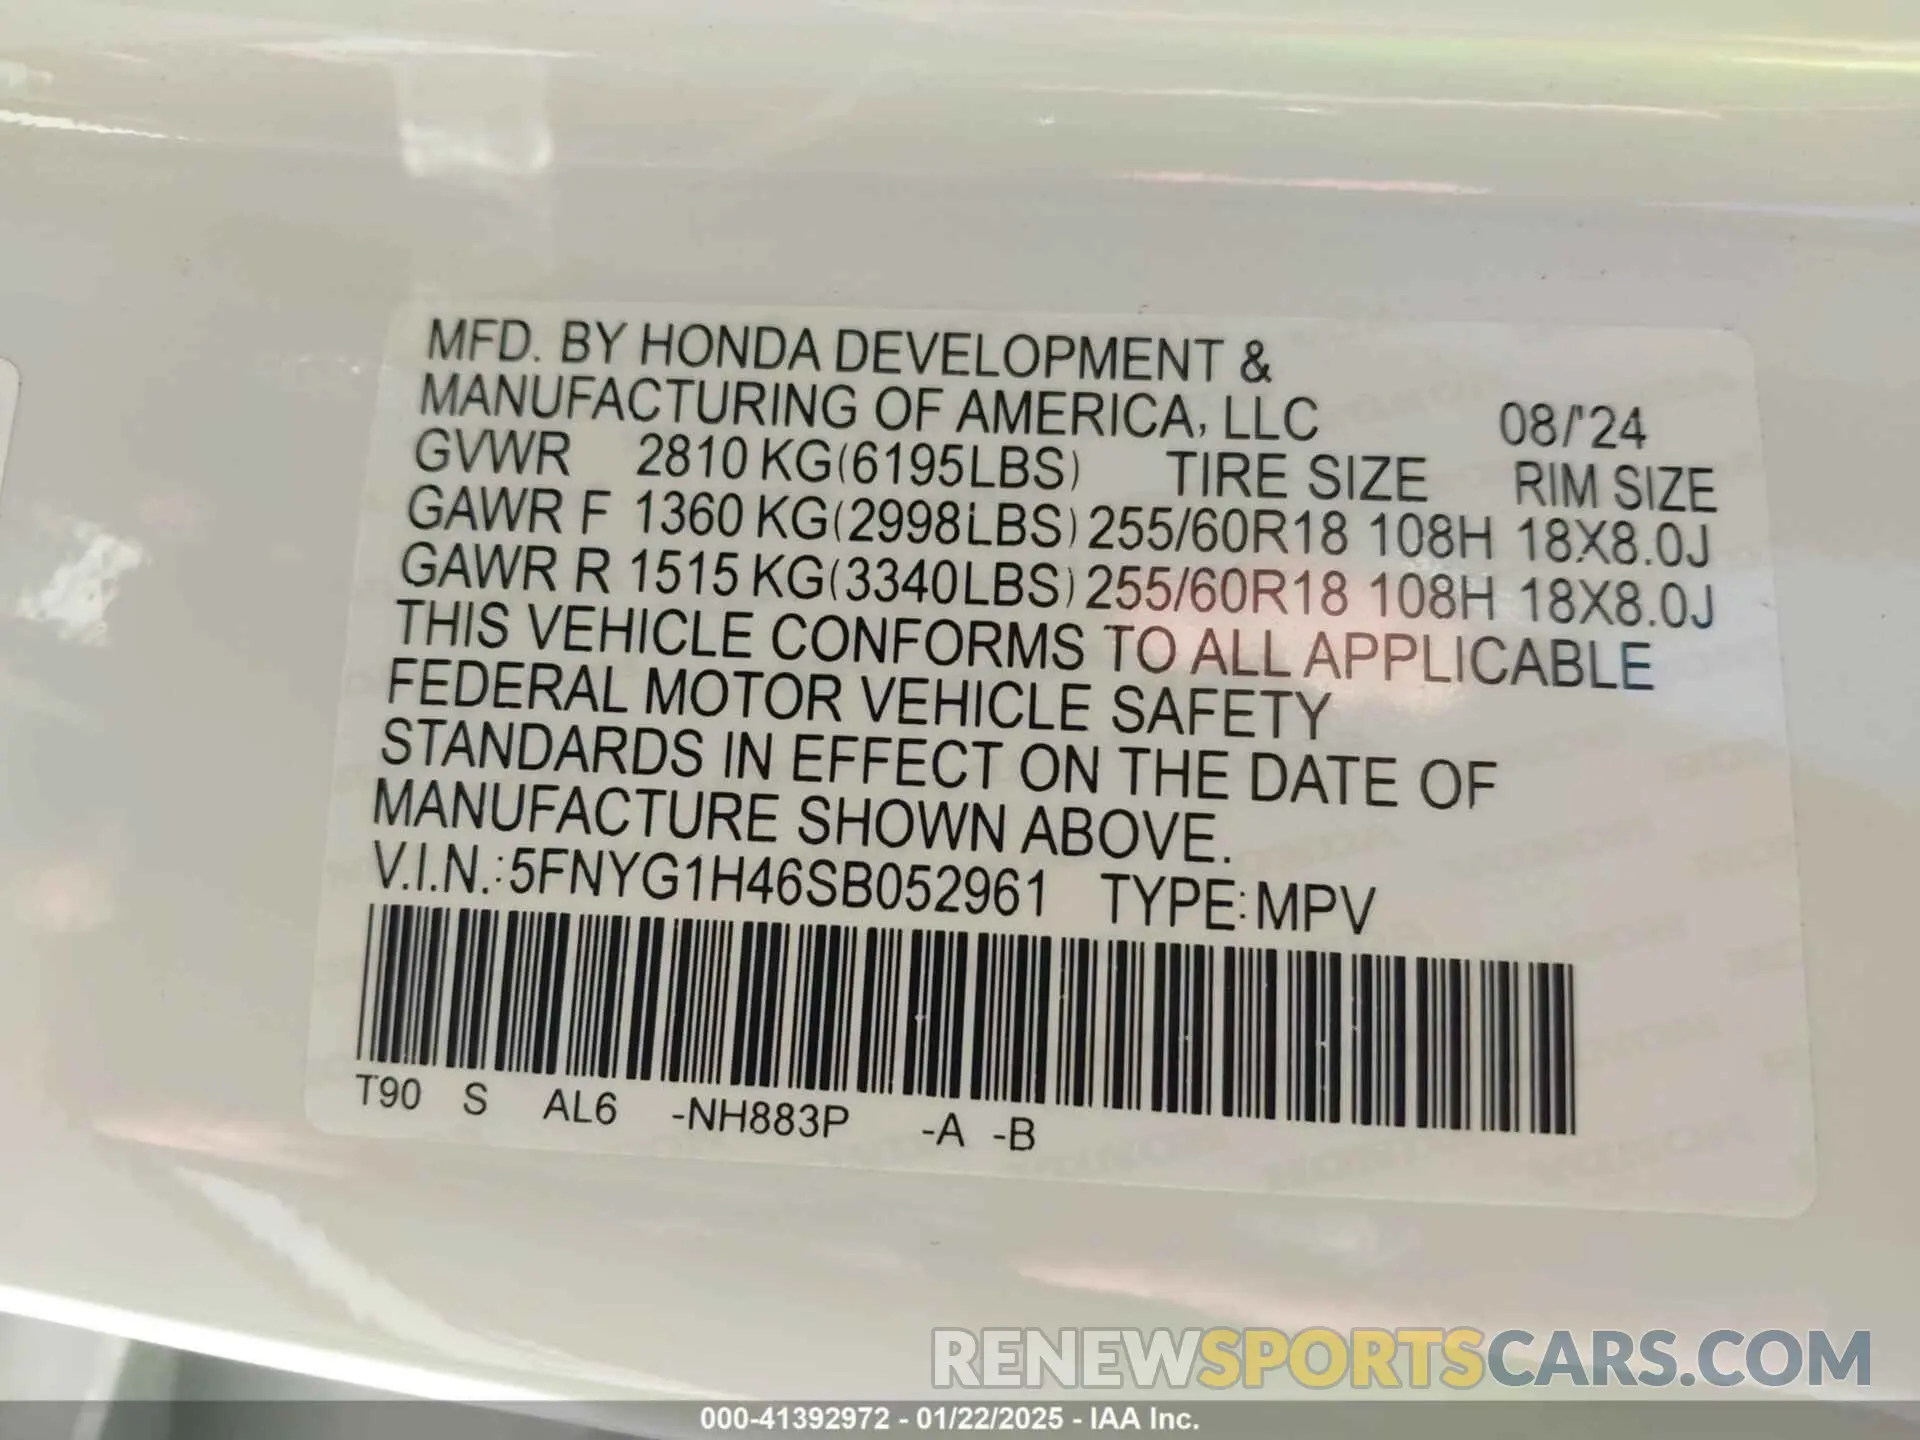 MFD. BY HONDA DEVELOPMENT &
MANUFACTURING OF AMERICA, LLC 08/'24
GVWR 2810 KG(6195LBS) TIRE SIZE RIM SIZE
GAWR F 1360 KG(2998LBS) 255/60R18 108H 18X8.0J
GAWR R 1515 KG(3340LBS) 255/60R18 108H 18X8.0J
THIS VEHICLE CONFORMS TO ALL APPLICABLE
FEDERAL MOTOR VEHICLE SAFETY
STANDARDS IN EFFECT ON THE DATE OF
MANUFACTURE SHOWN ABOVE.
V.I.N.:5FNYG1H46SB052961 TYPE:MPV
T90 S AL6 -NH883P -A -B
RENEWSPORTSCARS.COM
000-41392972 - 01/22/2025 - IAA Inc.